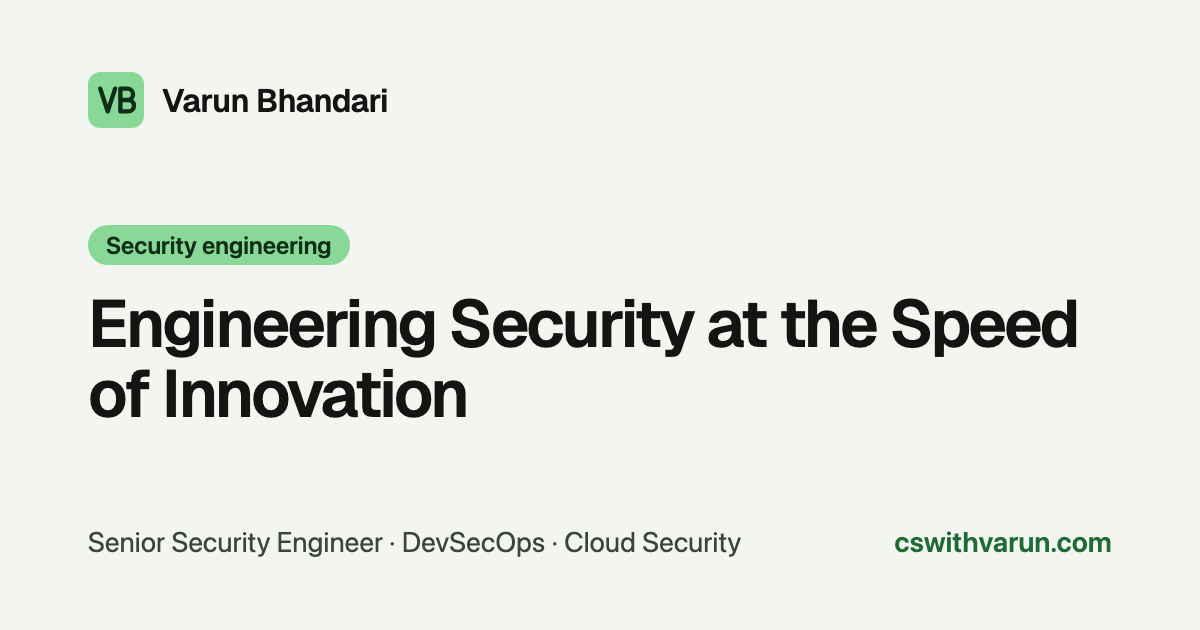 VB
Varun Bhandari
Security engineering
Engineering Security at the Speed
of Innovation
Senior Security Engineer · DevSecOps · Cloud Security
cswithvarun.com